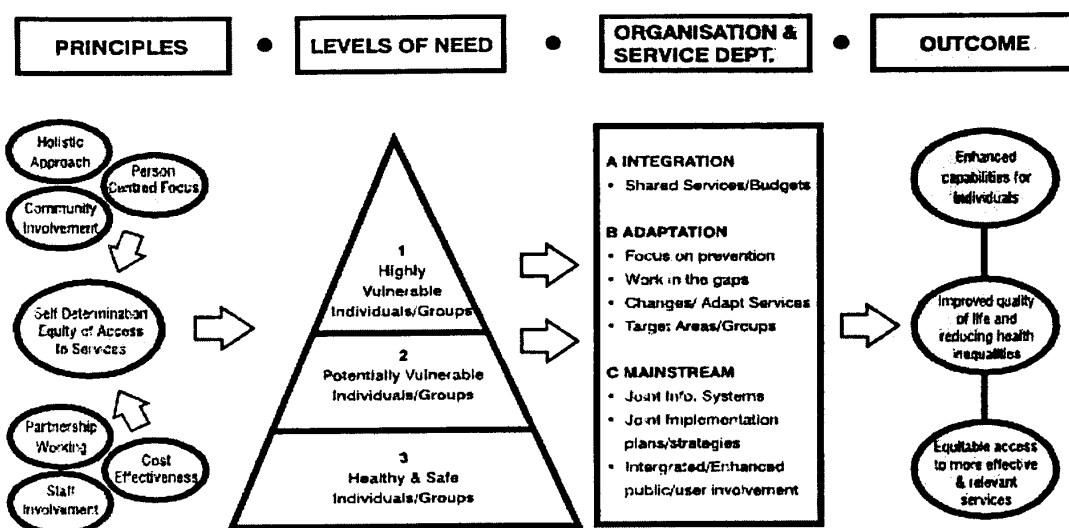 PRINCIPLES
LEVELS OF NEED
ORGANISATION &
SERVICE DEPT.
OUTCOME
Holistic
Approach
Person
Centred Focus
Community
Involvement
Self Determination
Equity of Access
to Services
Partnership
Working
Cost
Effectiveness
Staff
Involvement
1
Highly
Vulnerable
Individuals/Groups
2
Potentially Vulnerable
Individuals/Groups
3
Healthy & Safe
Individuals/Groups
A INTEGRATION
• Shared Services/Budgets
B ADAPTATION
• Focus on prevention
• Work in the gaps
• Changes/ Adapt Services
• Target Areas/Groups
C MAINSTREAM
• Joint Info. Systems
• Joint Implementation
plans/strategies
• Intergrated/Enhanced
public/user involvement
Enhanced
capabilities for
Individuals
Improved quality
of life and
reducing health
inequalities
Equitable access
to more effective
& relevant
services